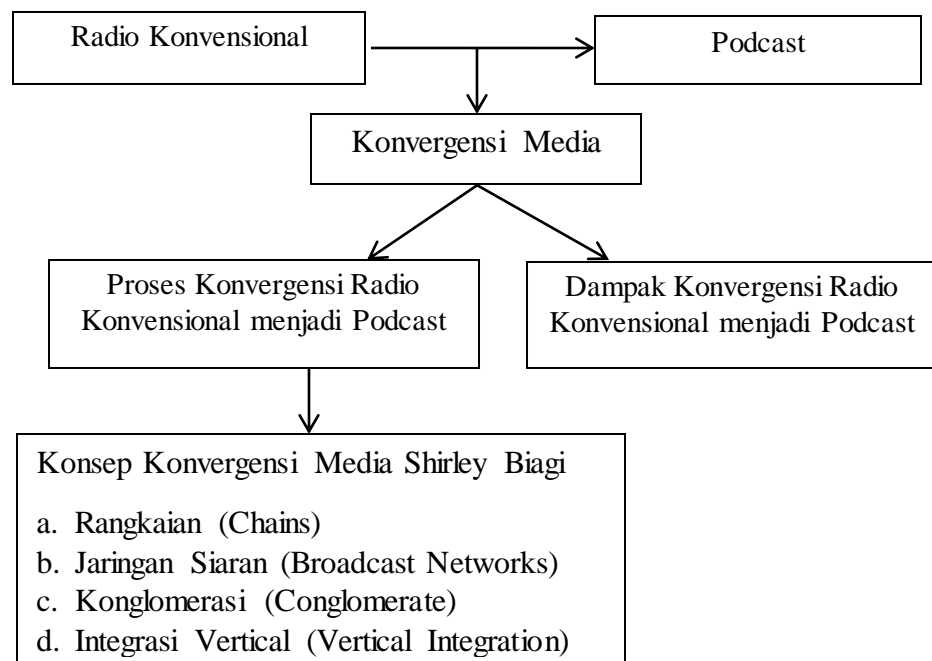 Radio Konvensional
Podcast
Konvergensi Media
Proses Konvergensi Radio
Konvensional menjadi Podcast
Dampak Konvergensi Radio
Konvensional menjadi Podcast
Konsep Konvergensi Media Shirley Biagi
a. Rangkaian (Chains)
b. Jaringan Siaran (Broadcast Networks)
c. Konglomerasi (Conglomerate)
d. Integrasi Vertical (Vertical Integration)